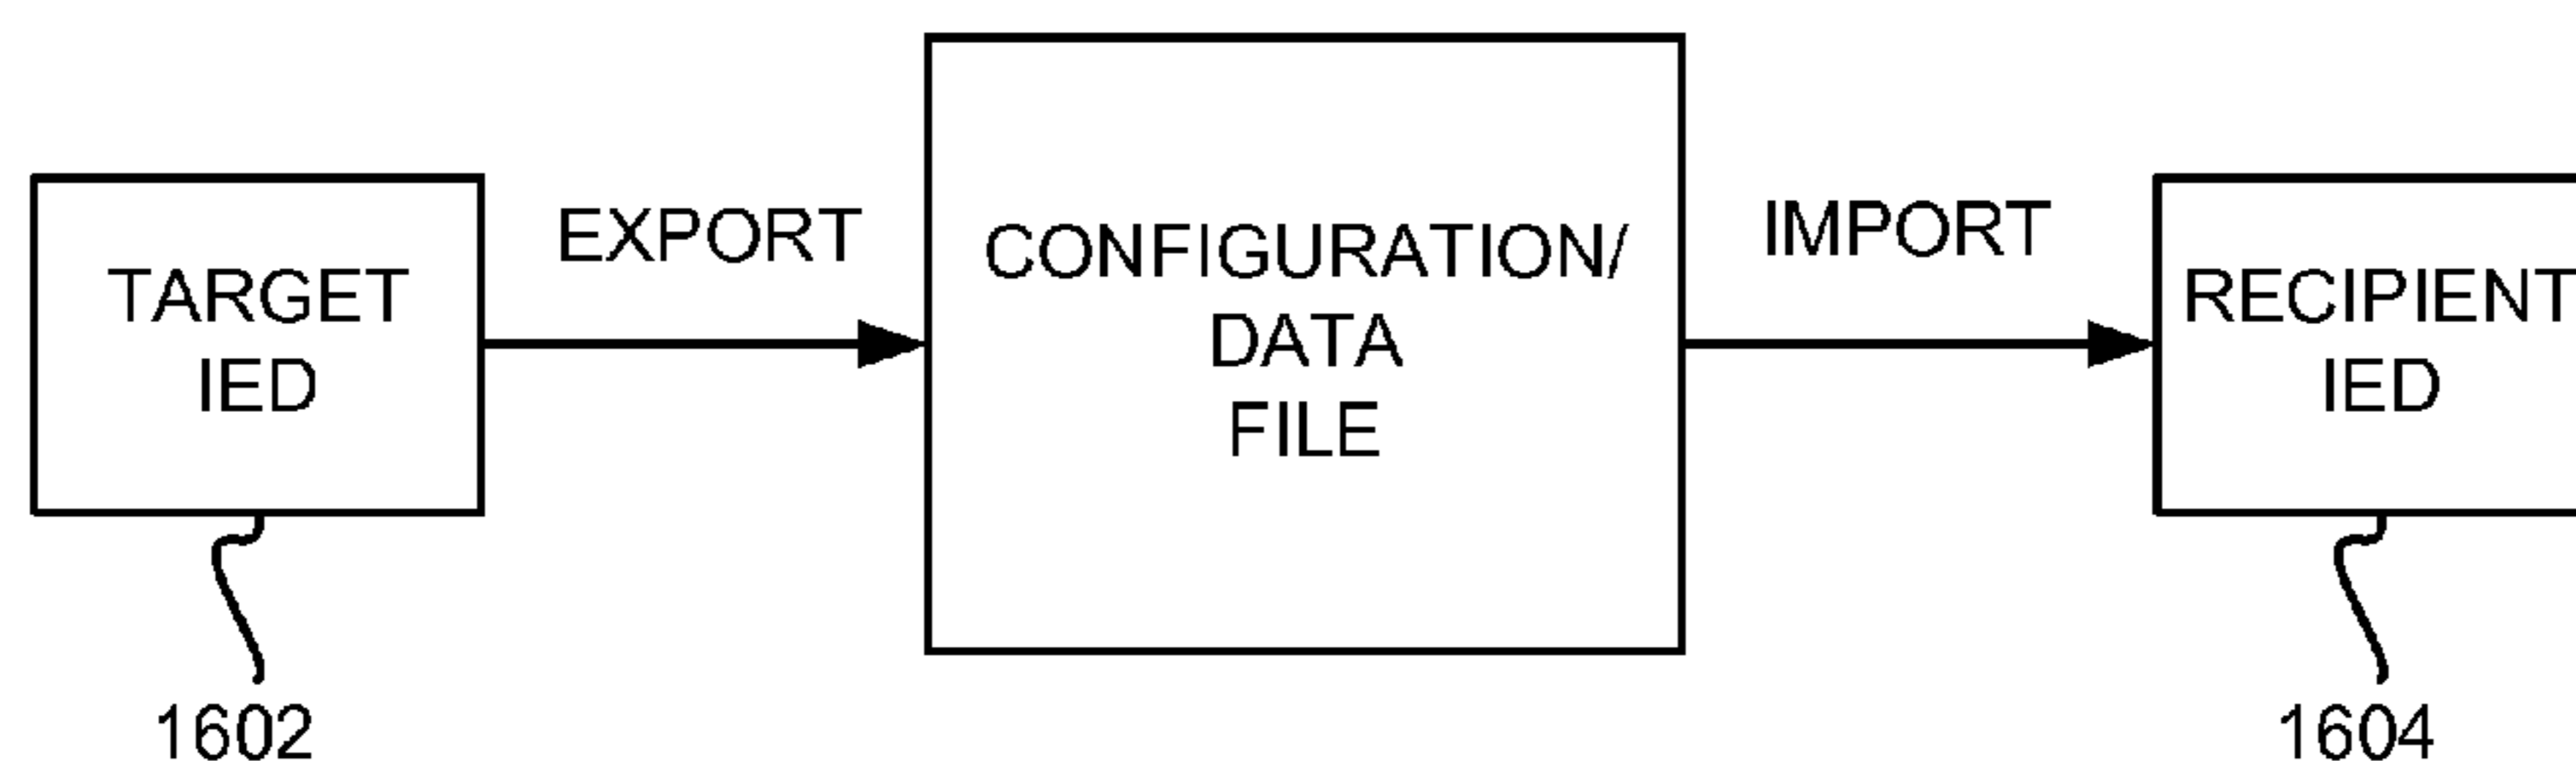 TARGET
IED
EXPORT
CONFIGURATION/
DATA
FILE
IMPORT
RECIPIENT
IED
1602
1604